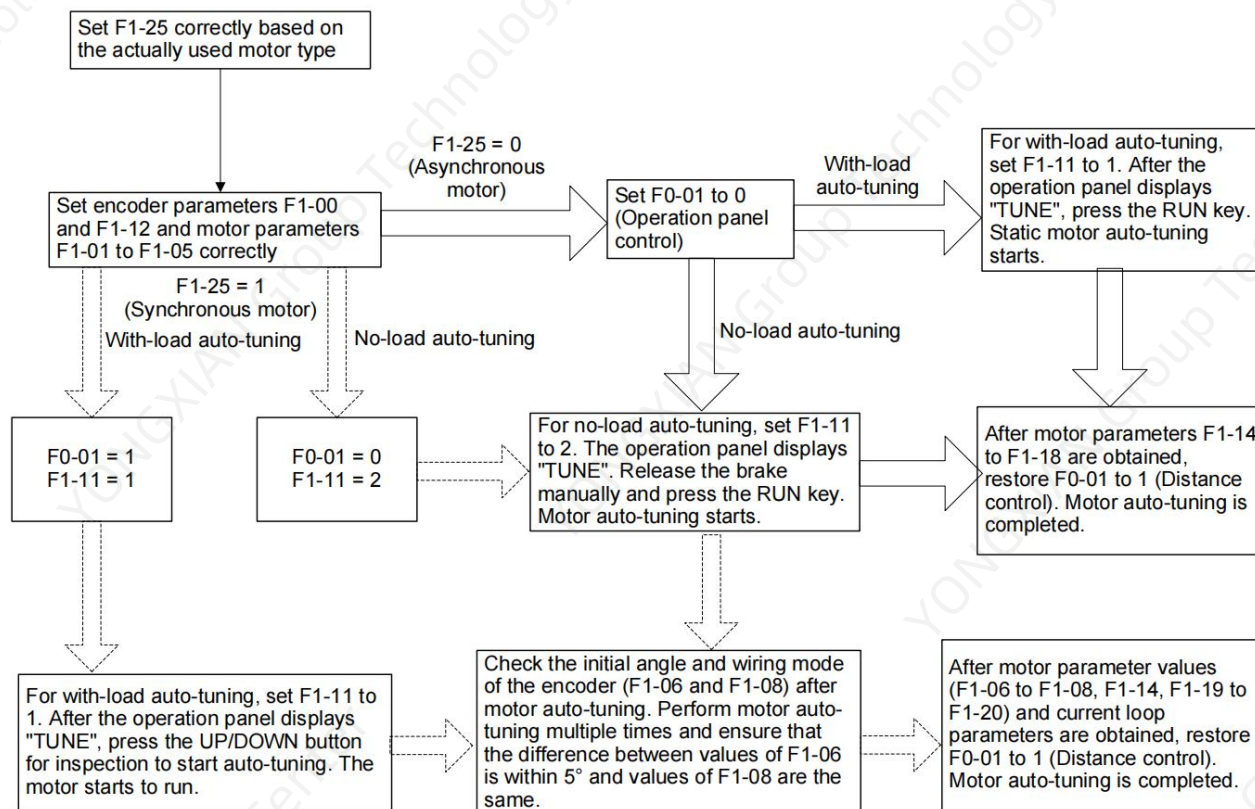 Set F1-25 correctly based on
the actually used motor type
F1-25 = 0
(Asynchronous
motor)
With-load
auto-tuning
For with-load auto-tuning,
set F1-11 to 1. After the
operation panel displays
"TUNE", press the RUN key.
Static motor auto-tuning
starts.
Set encoder parameters F1-00
and F1-12 and motor parameters
F1-01 to F1-05 correctly
Set F0-01 to 0
(Operation panel
control)
F1-25 = 1
(Synchronous motor)
With-load auto-tuning
No-load auto-tuning
No-load auto-tuning
F0-01 = 1
F1-11 = 1
F0-01 = 0
F1-11 = 2
For no-load auto-tuning, set F1-11
to 2. The operation panel displays
"TUNE". Release the brake
manually and press the RUN key.
Motor auto-tuning starts.
After motor parameters F1-14
to F1-18 are obtained,
restore F0-01 to 1 (Distance
control). Motor auto-tuning is
completed.
For with-load auto-tuning, set F1-11 to
1. After the operation panel displays
"TUNE", press the UP/DOWN button
for inspection to start auto-tuning. The
motor starts to run.
Check the initial angle and wiring mode
of the encoder (F1-06 and F1-08) after
motor auto-tuning. Perform motor auto-
tuning multiple times and ensure that
the difference between values of F1-06
is within 5° and values of F1-08 are the
same.
After motor parameter values
(F1-06 to F1-08, F1-14, F1-19 to
F1-20) and current loop
parameters are obtained, restore
F0-01 to 1 (Distance control).
Motor auto-tuning is completed.
YONGXIAN Group Technology
YONGXIAN Group Technology
YONGXIAN Group